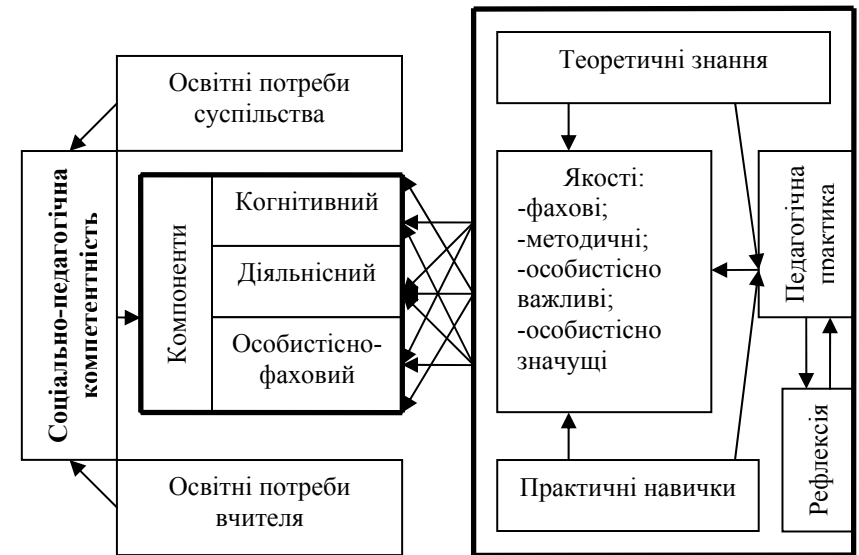 Освітні потреби
суспільства
Соціально-педагогічна
компетентність
Компоненти
Когнітивний
Діяльнісний
Особистісно-
фаховий
Освітні потреби
вчителя
Теоретичні знання
Якості:
-фахові;
-методичні;
-особистісно
важливі;
-особистісно
значущі
Педагогічна
практика
Практичні навички
Рефлексія